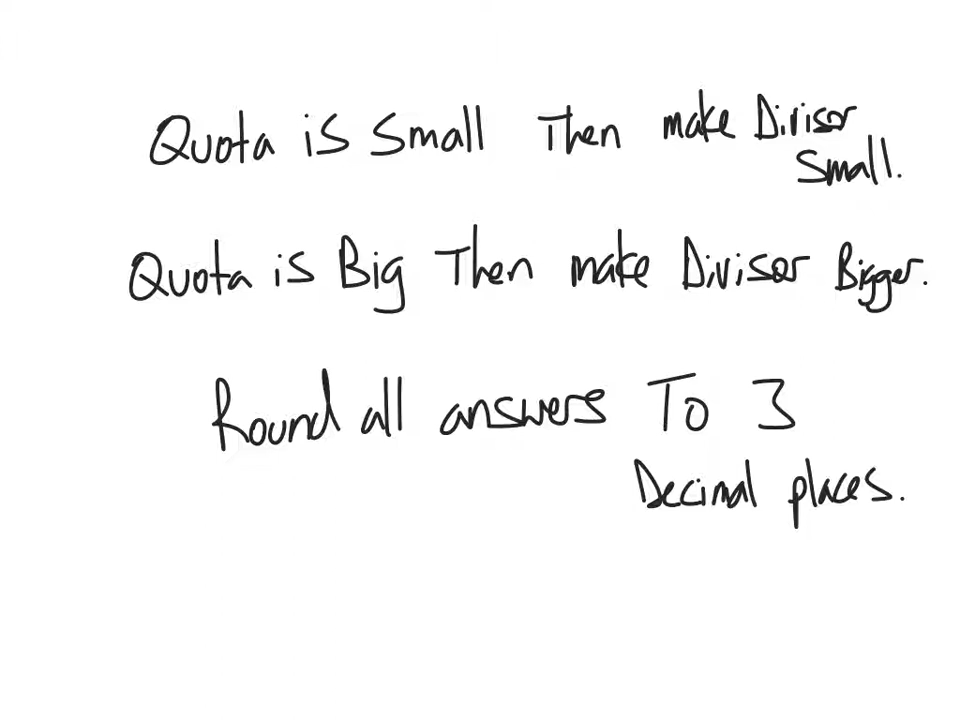 Quota is Small Then make Divisor
Small.
Quota is Big Then make Divisor Bigger.
Round all answers To 3
Decimal places.